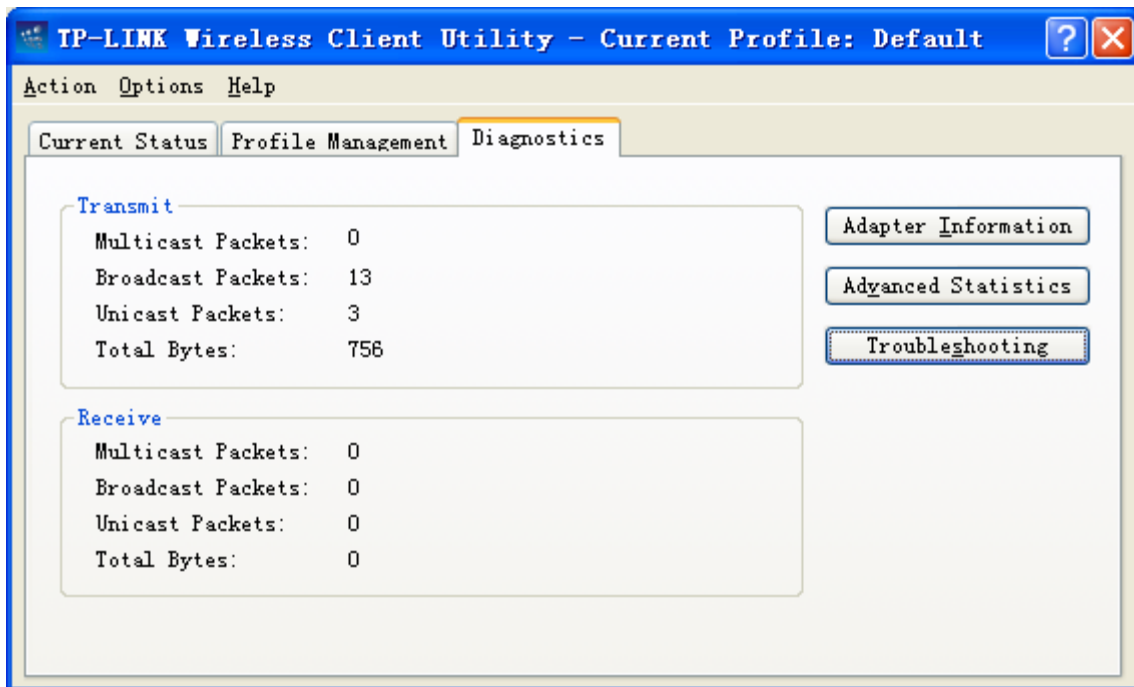 TP-LINK Wireless Client Utility - Current Profile: Default
Action Options Help
Current Status Profile Management Diagnostics
Transmit
Multicast Packets: 0
Broadcast Packets: 13
Unicast Packets: 3
Total Bytes: 756
Adapter Information
Advanced Statistics
Troubleshooting
Receive
Multicast Packets: 0
Broadcast Packets: 0
Unicast Packets: 0
Total Bytes: 0